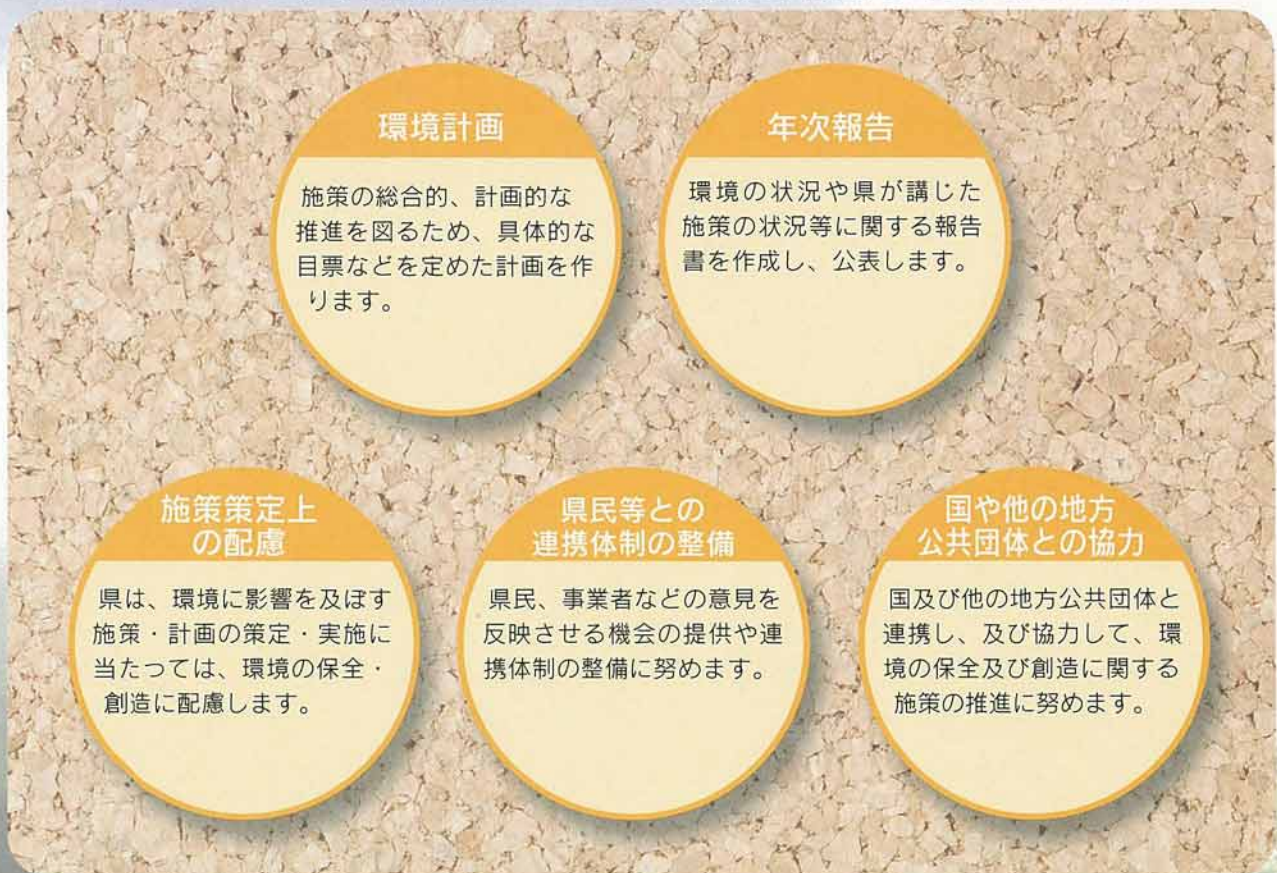 環境計画
施策の総合的、計画的な
推進を図るため、具体的な
目票などを定めた計画を作
ります。
年次報告
環境の状況や県が講じた
施策の状況等に関する報告
書を作成し、公表します。
施策策定上
の配慮
県は、環境に影響を及ぼす
施策・計画の策定・実施に
当たつては、環境の保全・
創造に配慮します。
県民等との
連携体制の整備
県民、事業者などの意見を
反映させる機会の提供や連
携体制の整備に努めます。
国や他の地方
公共団体との協力
国及び他の地方公共団体と
連携し、及び協力して、環
境の保全及び創造に関する
施策の推進に努めます。